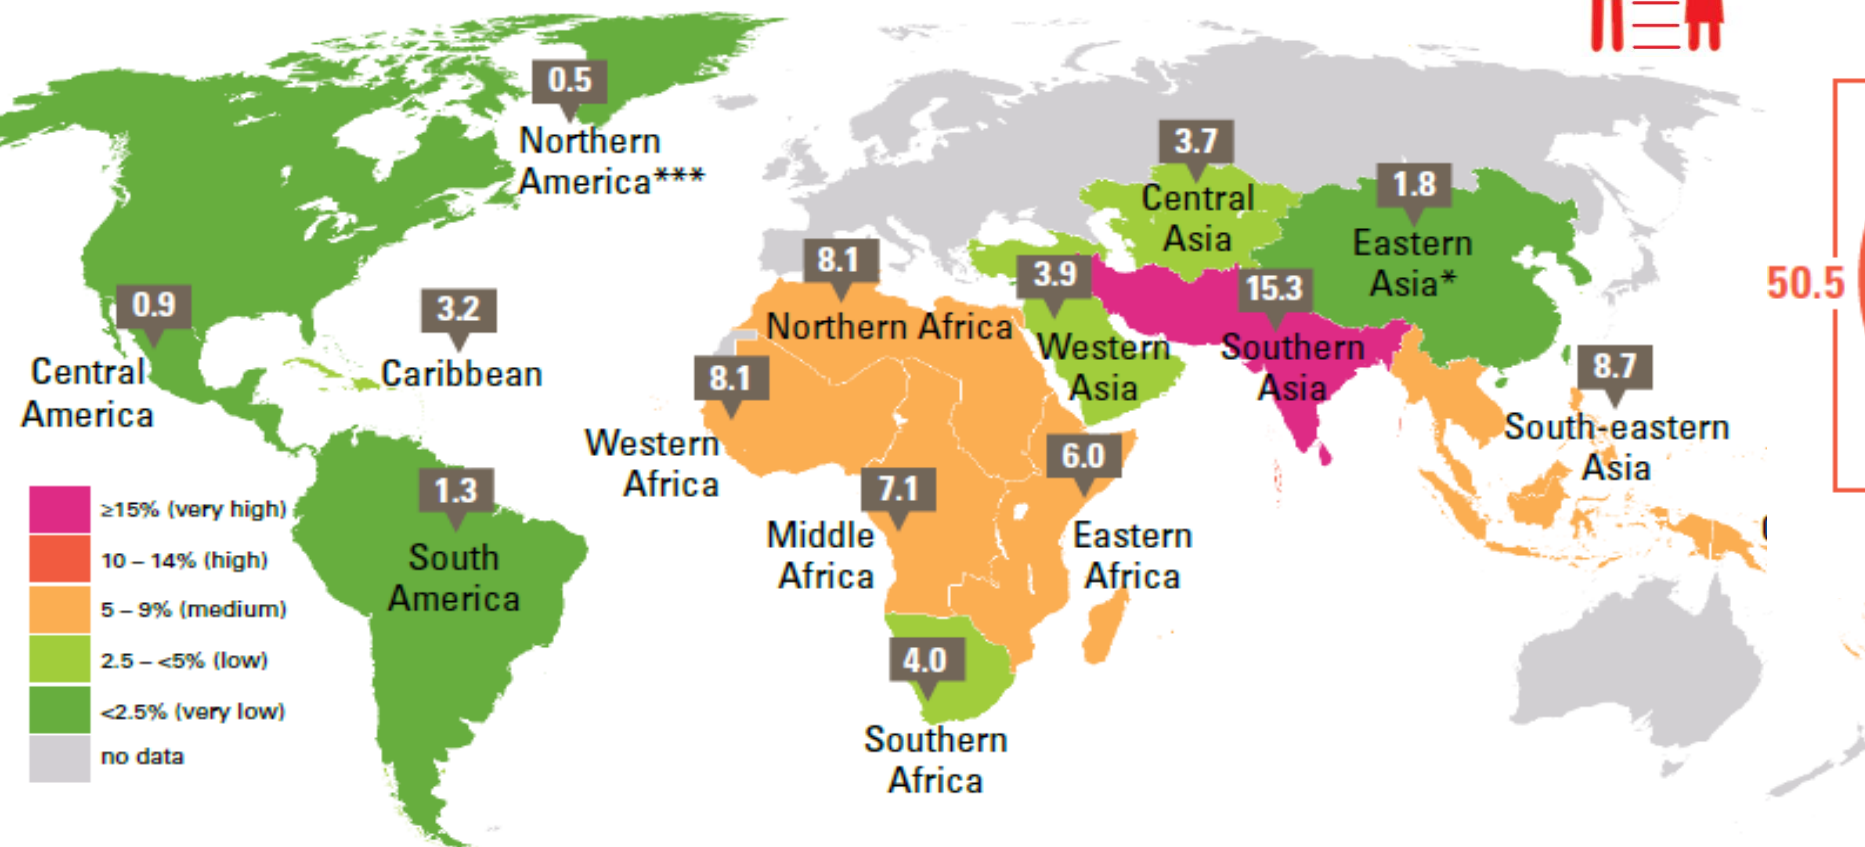 0.5
Northern
America***
0.9
Central
America
3.2
Caribbean
1.3
South
America
8.1
Northern Africa
8.1
Western
Africa
7.1
Middle
Africa
6.0
Eastern
Africa
4.0
Southern
Africa
3.9
Western
Asia
3.7
Central
Asia
15.3
Southern
Asia
1.8
Eastern
Asia*
8.7
South-eastern
Asia
50.5
≥15% (very high)
10 – 14% (high)
5 – 9% (medium)
2.5 – <5% (low)
<2.5% (very low)
no data